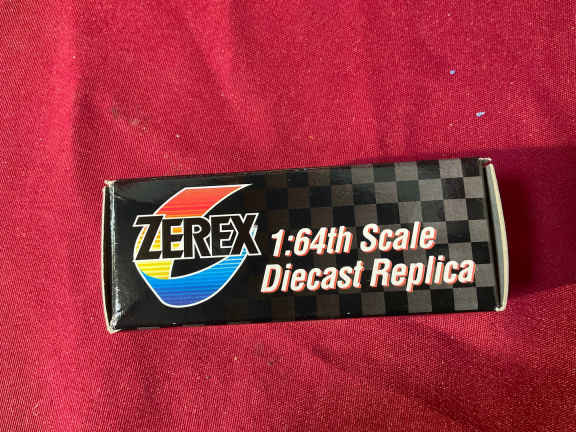 ZEREX
1:64th Scale
Diecast Replica